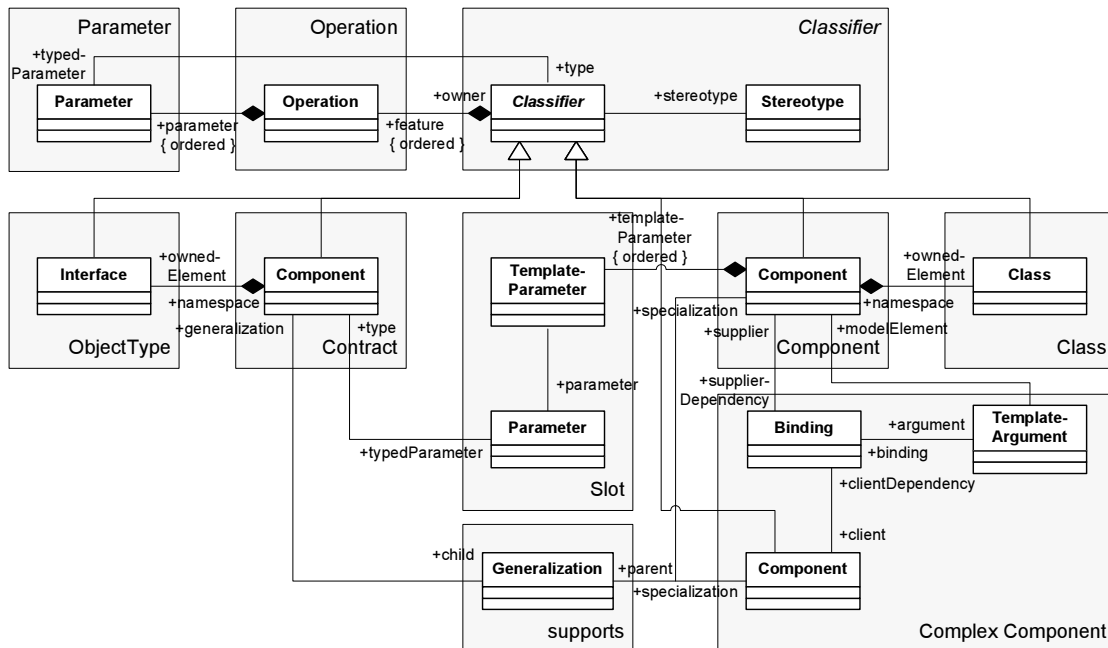 Parameter
Operation
Classifier
+typed-
Parameter
+type
Parameter
Operation
+owner
Classifier
+stereotype
Stereotype
+parameter
{ ordered }
+feature
{ ordered }
+template-
Parameter
{ ordered }
Interface
+owned-
Element
Component
Template-
Parameter
Component
+owned-
Element
Class
+namespace
+specialization
+namespace
+generalization
+type
+supplier
+modelElement
ObjectType
Contract
Component
Class
+parameter
+supplier-
Dependency
Parameter
Binding
+argument
Template-
Argument
+typedParameter
+binding
+clientDependency
Slot
+client
+child
Generalization
+parent
Component
+specialization
supports
Complex Component